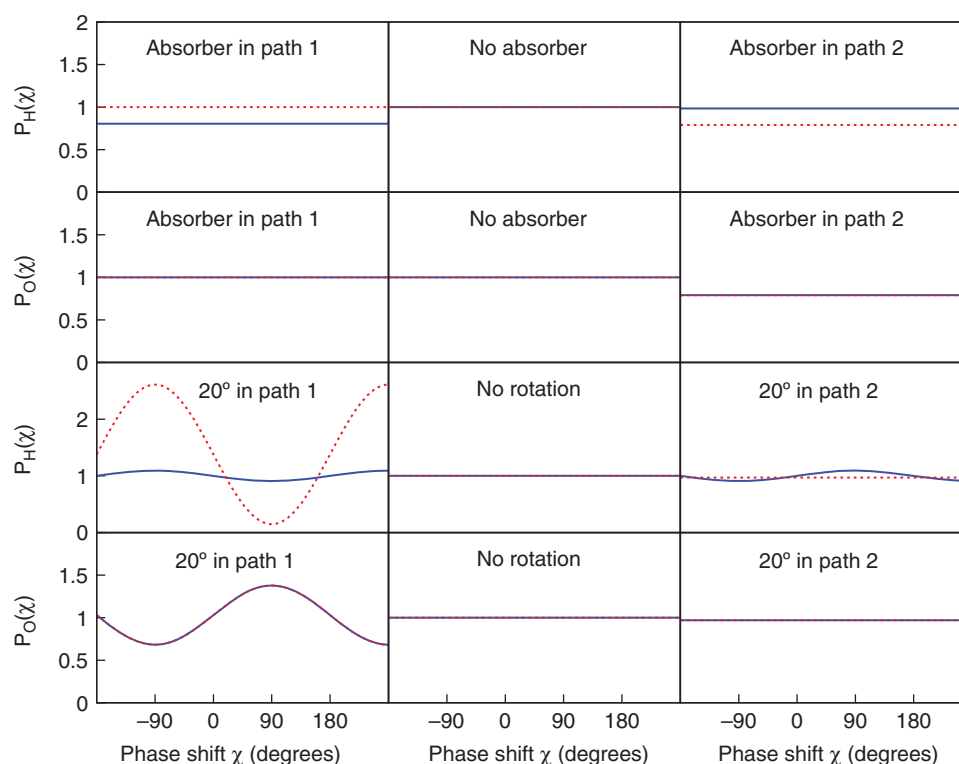 2
Absorber in path 1 No absorber Absorber in path 2
1.5
1
0.5
0
P_H(χ)
Absorber in path 1 No absorber Absorber in path 2
1.5
1
0.5
0
P_O(χ)
20º in path 1 No rotation 20º in path 2
2
1
0
P_H(χ)
20º in path 1 No rotation 20º in path 2
1.5
1
0.5
0
P_O(χ)
−90 0 90 180 −90 0 90 180 −90 0 90 180
Phase shift χ (degrees) Phase shift χ (degrees) Phase shift χ (degrees)